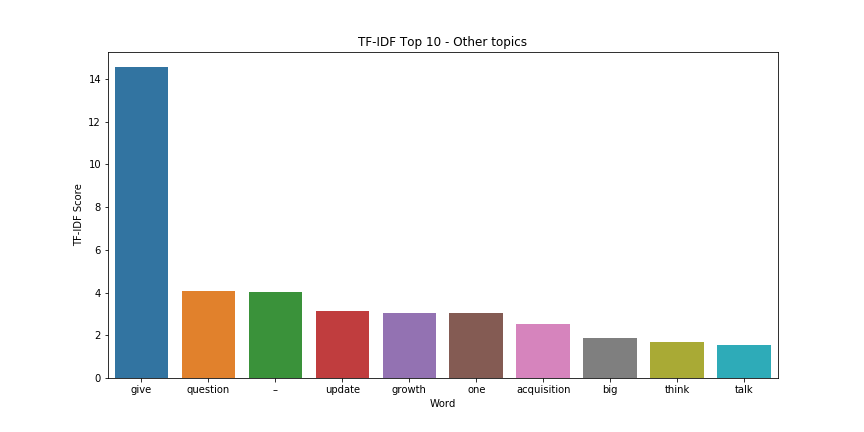 TF-IDF Top 10 - Other topics
TF-IDF Score
14
12
10
8
6
4
2
0
give question – update growth one acquisition big think talk
Word